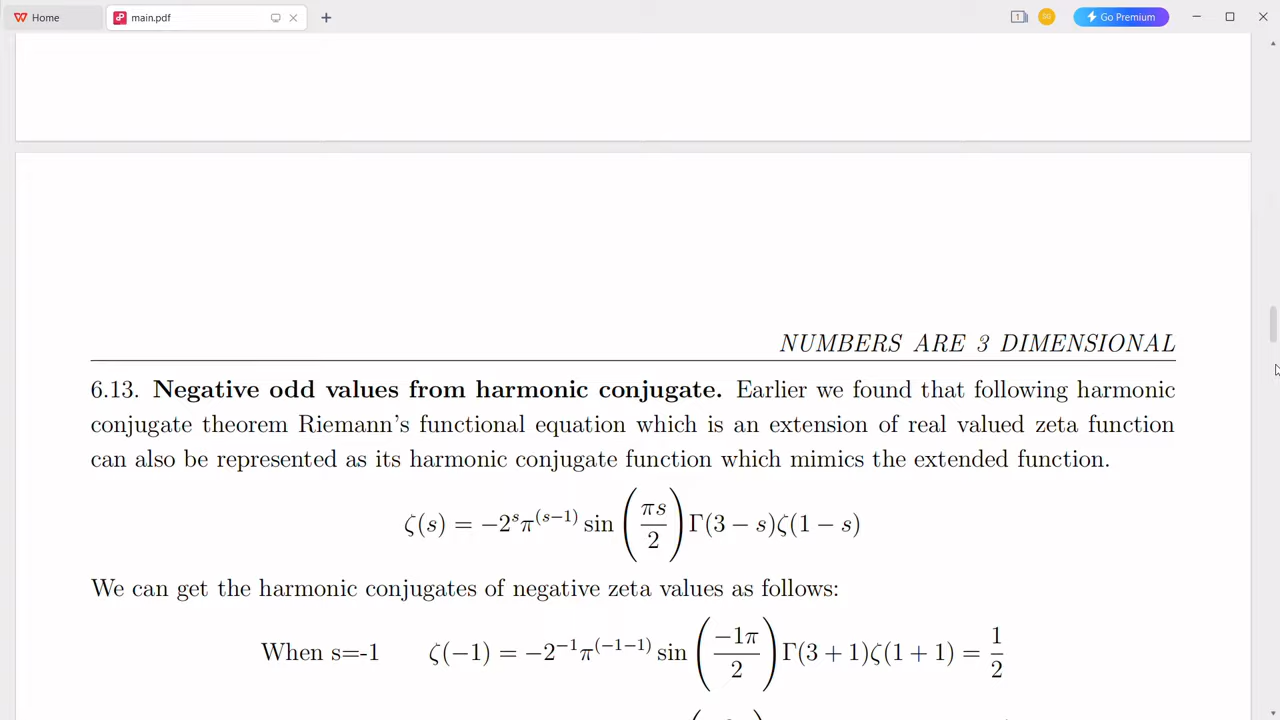 Home
main.pdf
1
Go Premium
NUMBERS ARE 3 DIMENSIONAL
6.13. Negative odd values from harmonic conjugate. Earlier we found that following harmonic
conjugate theorem Riemann's functional equation which is an extension of real valued zeta function
can also be represented as its harmonic conjugate function which mimics the extended function.
ζ(s) = −2^s π^(s−1) sin(πs/2)Γ(3 − s)ζ(1 − s)
We can get the harmonic conjugates of negative zeta values as follows:
When s=-1 ζ(−1) = −2^−1 π^(−1−1) sin(−1π/2)Γ(3 + 1)ζ(1 + 1) = 1/2